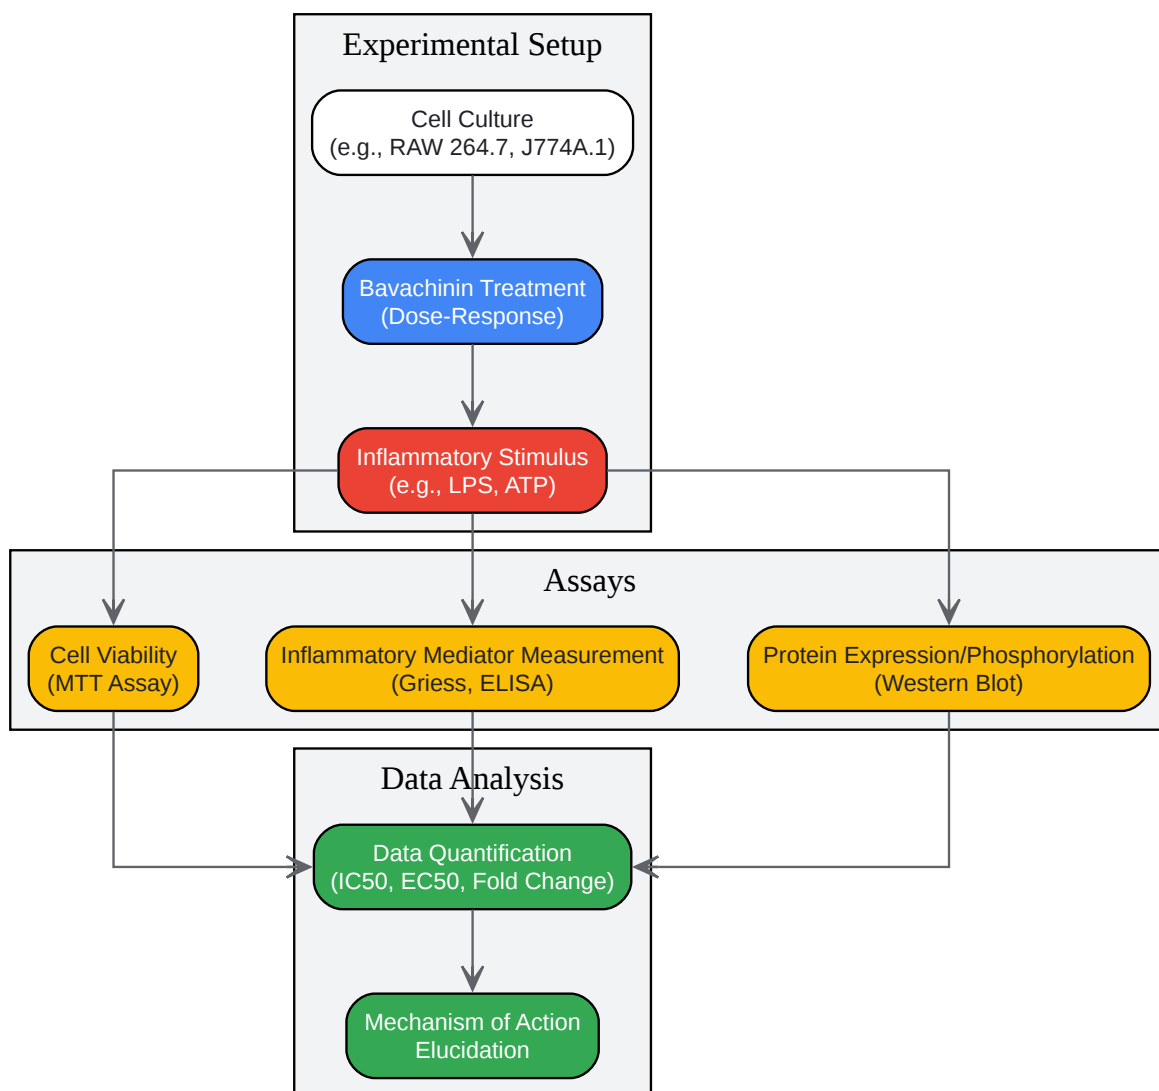 Experimental Setup
Cell Culture
(e.g., RAW 264.7, J774A.1)
Bavachinin Treatment
(Dose-Response)
Inflammatory Stimulus
(e.g., LPS, ATP)
Assays
Cell Viability
(MTT Assay)
Inflammatory Mediator Measurement
(Griess, ELISA)
Protein Expression/Phosphorylation
(Western Blot)
Data Analysis
Data Quantification
(IC50, EC50, Fold Change)
Mechanism of Action
Elucidation